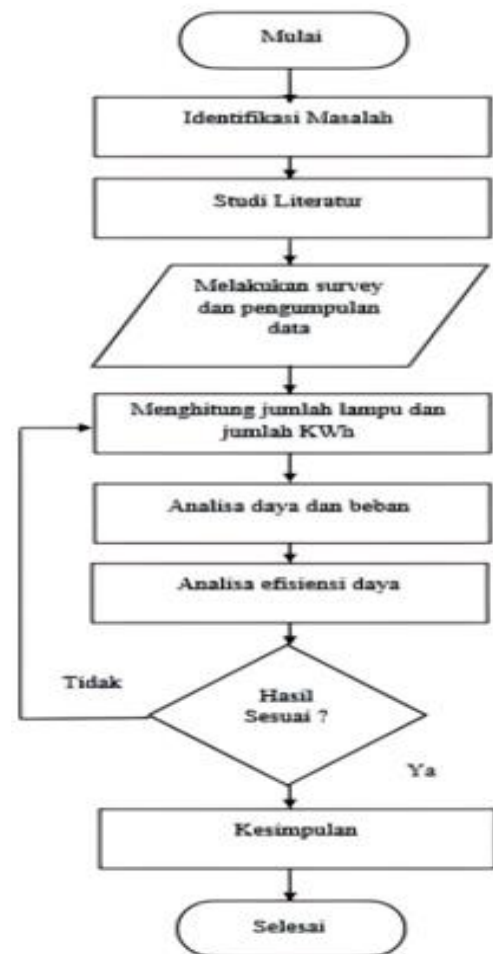 Mulai
Identifikasi Masalah
Studi Literatur
Melakukan survey
dan pengumpulan
data
Menghitung jumlah lampu dan
jumlah KWh
Analisa daya dan beban
Analisa efisiensi daya
Tidak
Hasil
Sesuai ?
Ya
Kesimpulan
Selesai